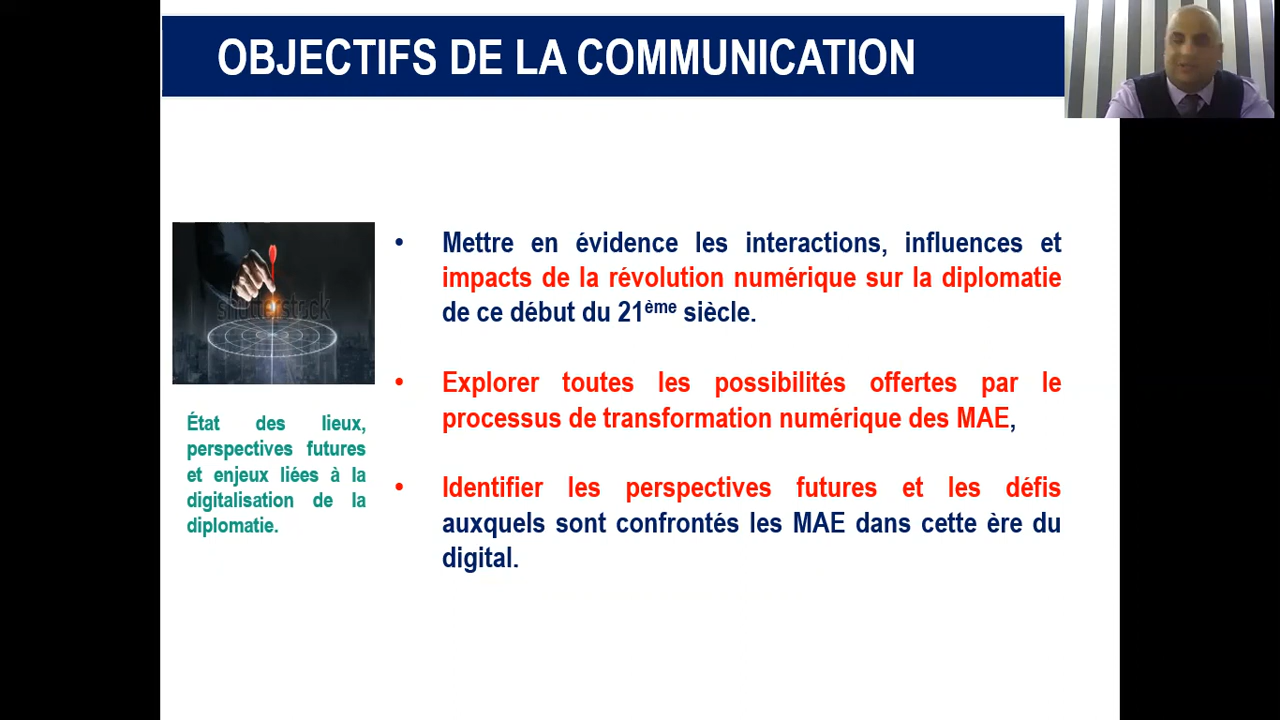 OBJECTIFS DE LA COMMUNICATION
shutterstock
État des lieux,
perspectives futures
et enjeux liées à la
digitalisation de la
diplomatie.
• Mettre en évidence les interactions, influences et
impacts de la révolution numérique sur la diplomatie
de ce début du 21ème siècle.
• Explorer toutes les possibilités offertes par le
processus de transformation numérique des MAE,
• Identifier les perspectives futures et les défis
auxquels sont confrontés les MAE dans cette ère du
digital.